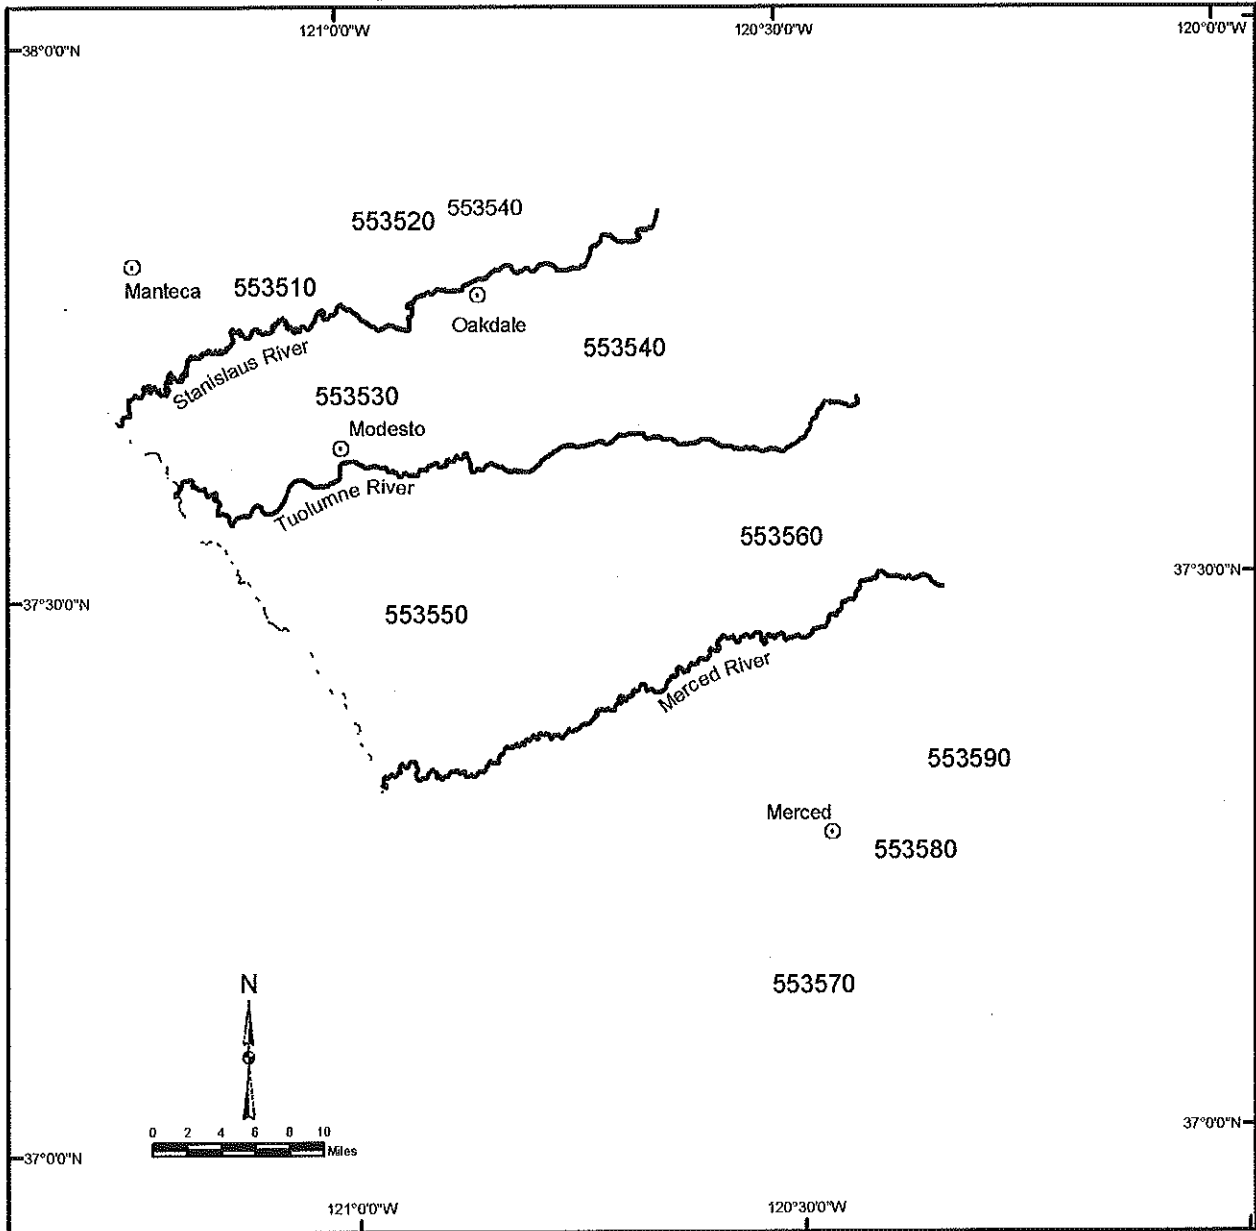 121°0'0"W
120°30'0"W
120°0'0"W
38°0'0"N
553520
553540
Manteca
553510
Oakdale
Stanislaus River
553540
553530
Modesto
Tuolumne River
553560
37°30'0"N
37°30'0"N
553550
Merced River
553590
Merced
553580
N
553570
0 2 4 6 8 10
Miles
37°0'0"N
37°0'0"N
121°0'0"W
120°30'0"W